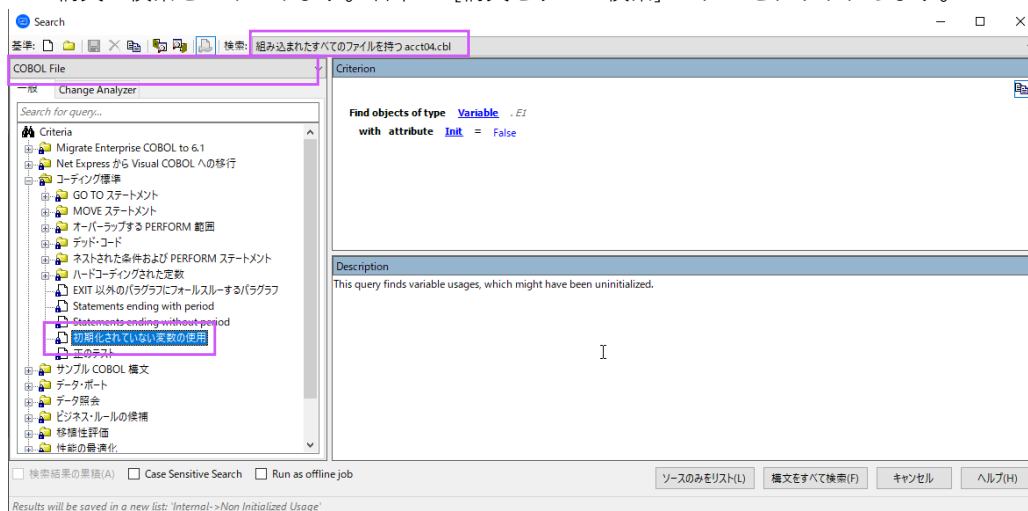 Search
基準:
検索: 組み込まれたすべてのファイルを持つ acct04.cbl
COBOL File
一般 Change Analyzer
Search for query...
Criteria
Migrate Enterprise COBOL to 6.1
Net Express から Visual COBOL への移行
コーディング標準
GO TO ステートメント
MOVE ステートメント
オーバーラップする PERFORM 範囲
デッド・コード
ネストされた条件および PERFORM ステートメント
ハードコーディングされた定数
EXIT 以外のパラグラフにフォールスルーするパラグラフ
Statements ending with period
Statements ending without period
初期化されていない変数の使用
正のテスト
サンプル COBOL 構文
データ・ポート
データ照会
ビジネス・ルールの候補
移植性評価
性能の最適化
Criterion
Find objects of type Variable .E1
with attribute Init = False
Description
This query finds variable usages, which might have been uninitialized.
検索結果の累積(A) Case Sensitive Search Run as offline job
ソースのみをリスト(L) 構文をすべて検索(F) キャンセル ヘルプ(H)
Results will be saved in a new list: 'Internal->Non Initialized Usage'